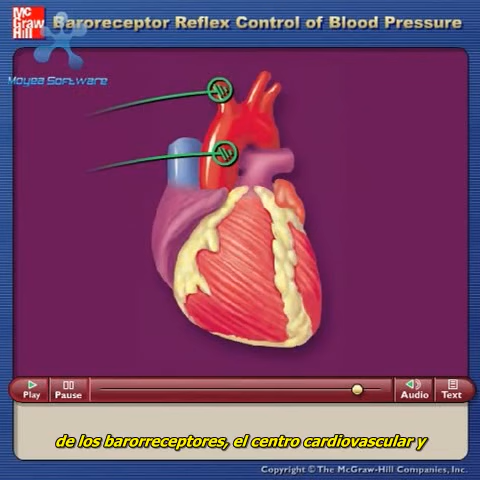 Mc
Graw
Hill
Baroreceptor Reflex Control of Blood Pressure
Moyea Software
Play
Pause
Audio
Text
de los barorreceptores, el centro cardiovascular y
Copyright © The McGraw-Hill Companies, Inc.